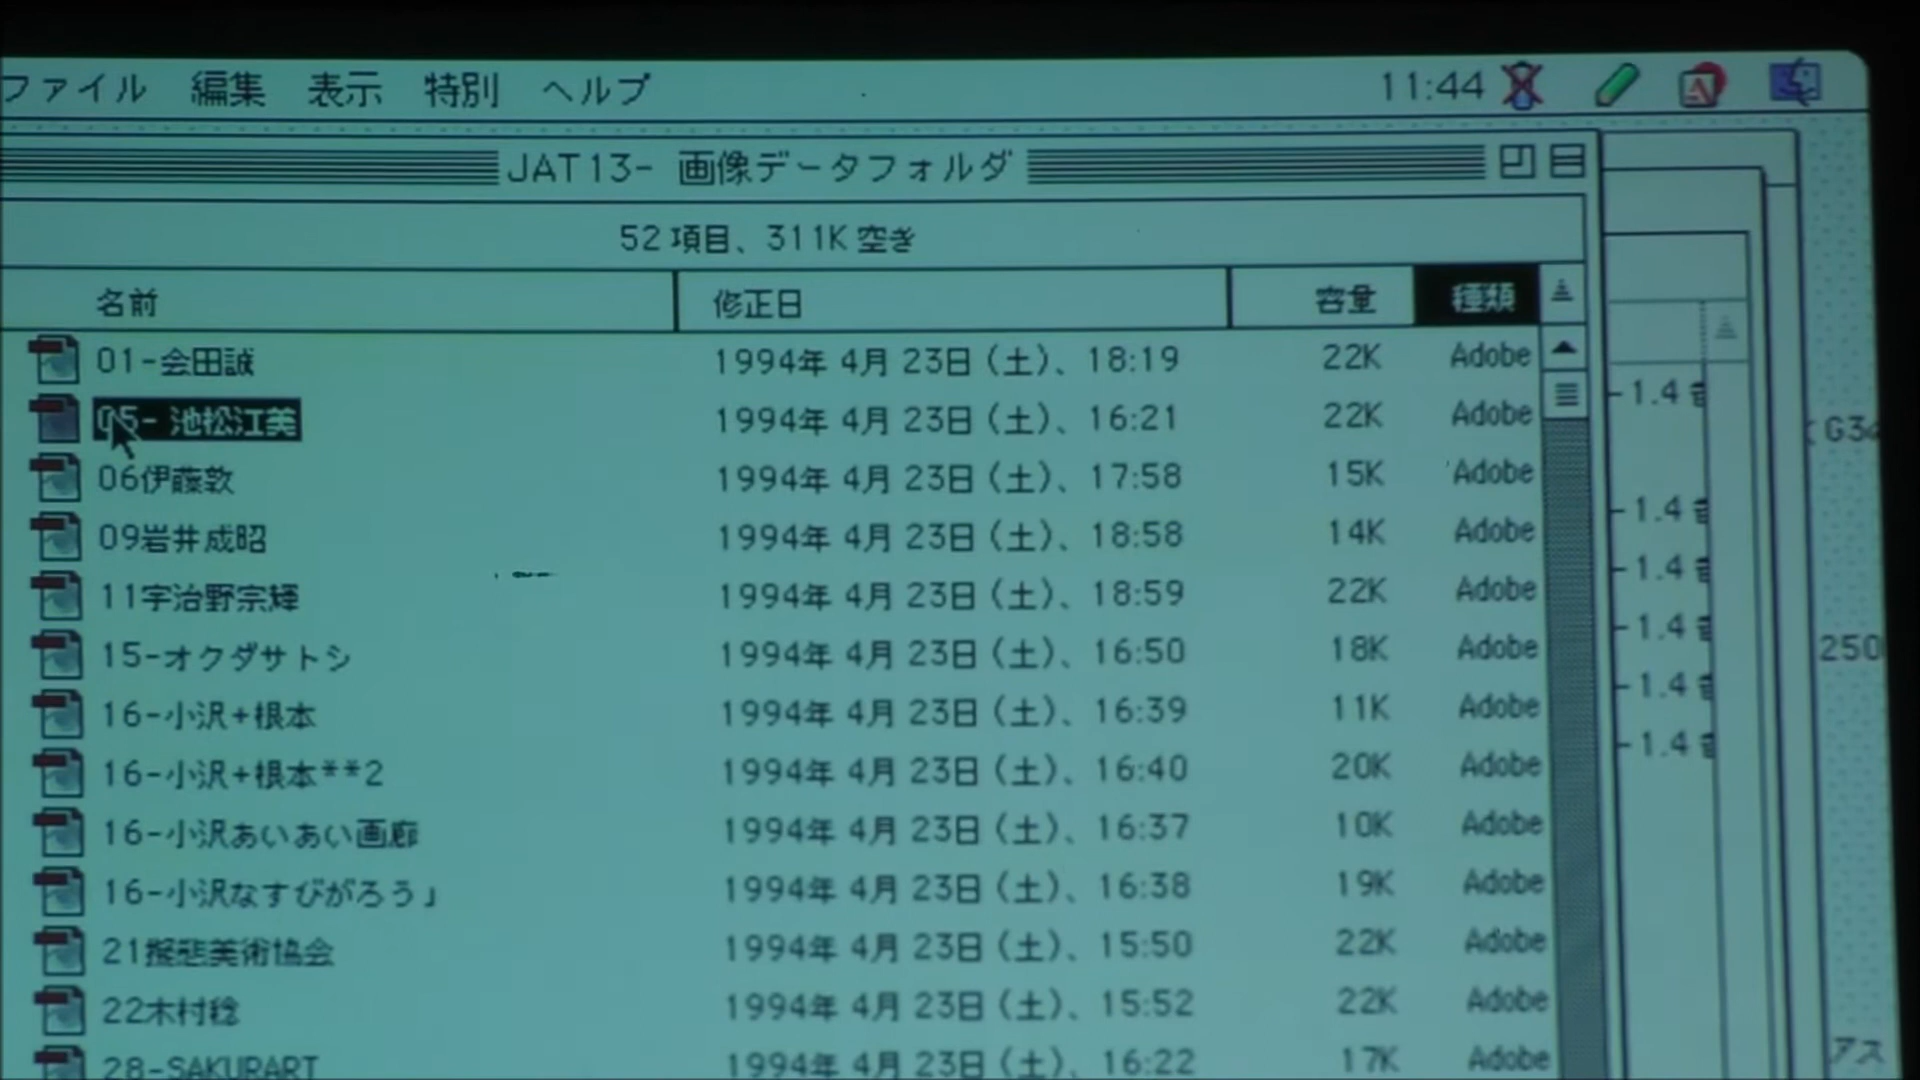 ファイル 編集 表示 特別 ヘルプ 11:44
JAT13- 画像データフォルダ
52 項目、311K 空き
名前 修正日 容量 種類
01-会田誠 1994年 4月 23日（土）、18:19 22K Adobe
05- 池松江美 1994年 4月 23日（土）、16:21 22K Adobe
06伊藤敦 1994年 4月 23日（土）、17:58 15K Adobe
09岩井成昭 1994年 4月 23日（土）、18:58 14K Adobe
11宇治野宗輝 1994年 4月 23日（土）、18:59 22K Adobe
15-オクダサトシ 1994年 4月 23日（土）、16:50 18K Adobe
16-小沢+根本 1994年 4月 23日（土）、16:39 11K Adobe
16-小沢+根本**2 1994年 4月 23日（土）、16:40 20K Adobe
16-小沢あいあい画廊 1994年 4月 23日（土）、16:37 10K Adobe
16-小沢なすびがろう」 1994年 4月 23日（土）、16:38 19K Adobe
21擬態美術協会 1994年 4月 23日（土）、15:50 22K Adobe
22木村稔 1994年 4月 23日（土）、15:52 22K Adobe
28-SAKURART 1994年 4月 23日（土）、16:22 17K Adobe
-1.4
-1.4
-1.4
-1.4
-1.4
-1.4
G3
250
アス